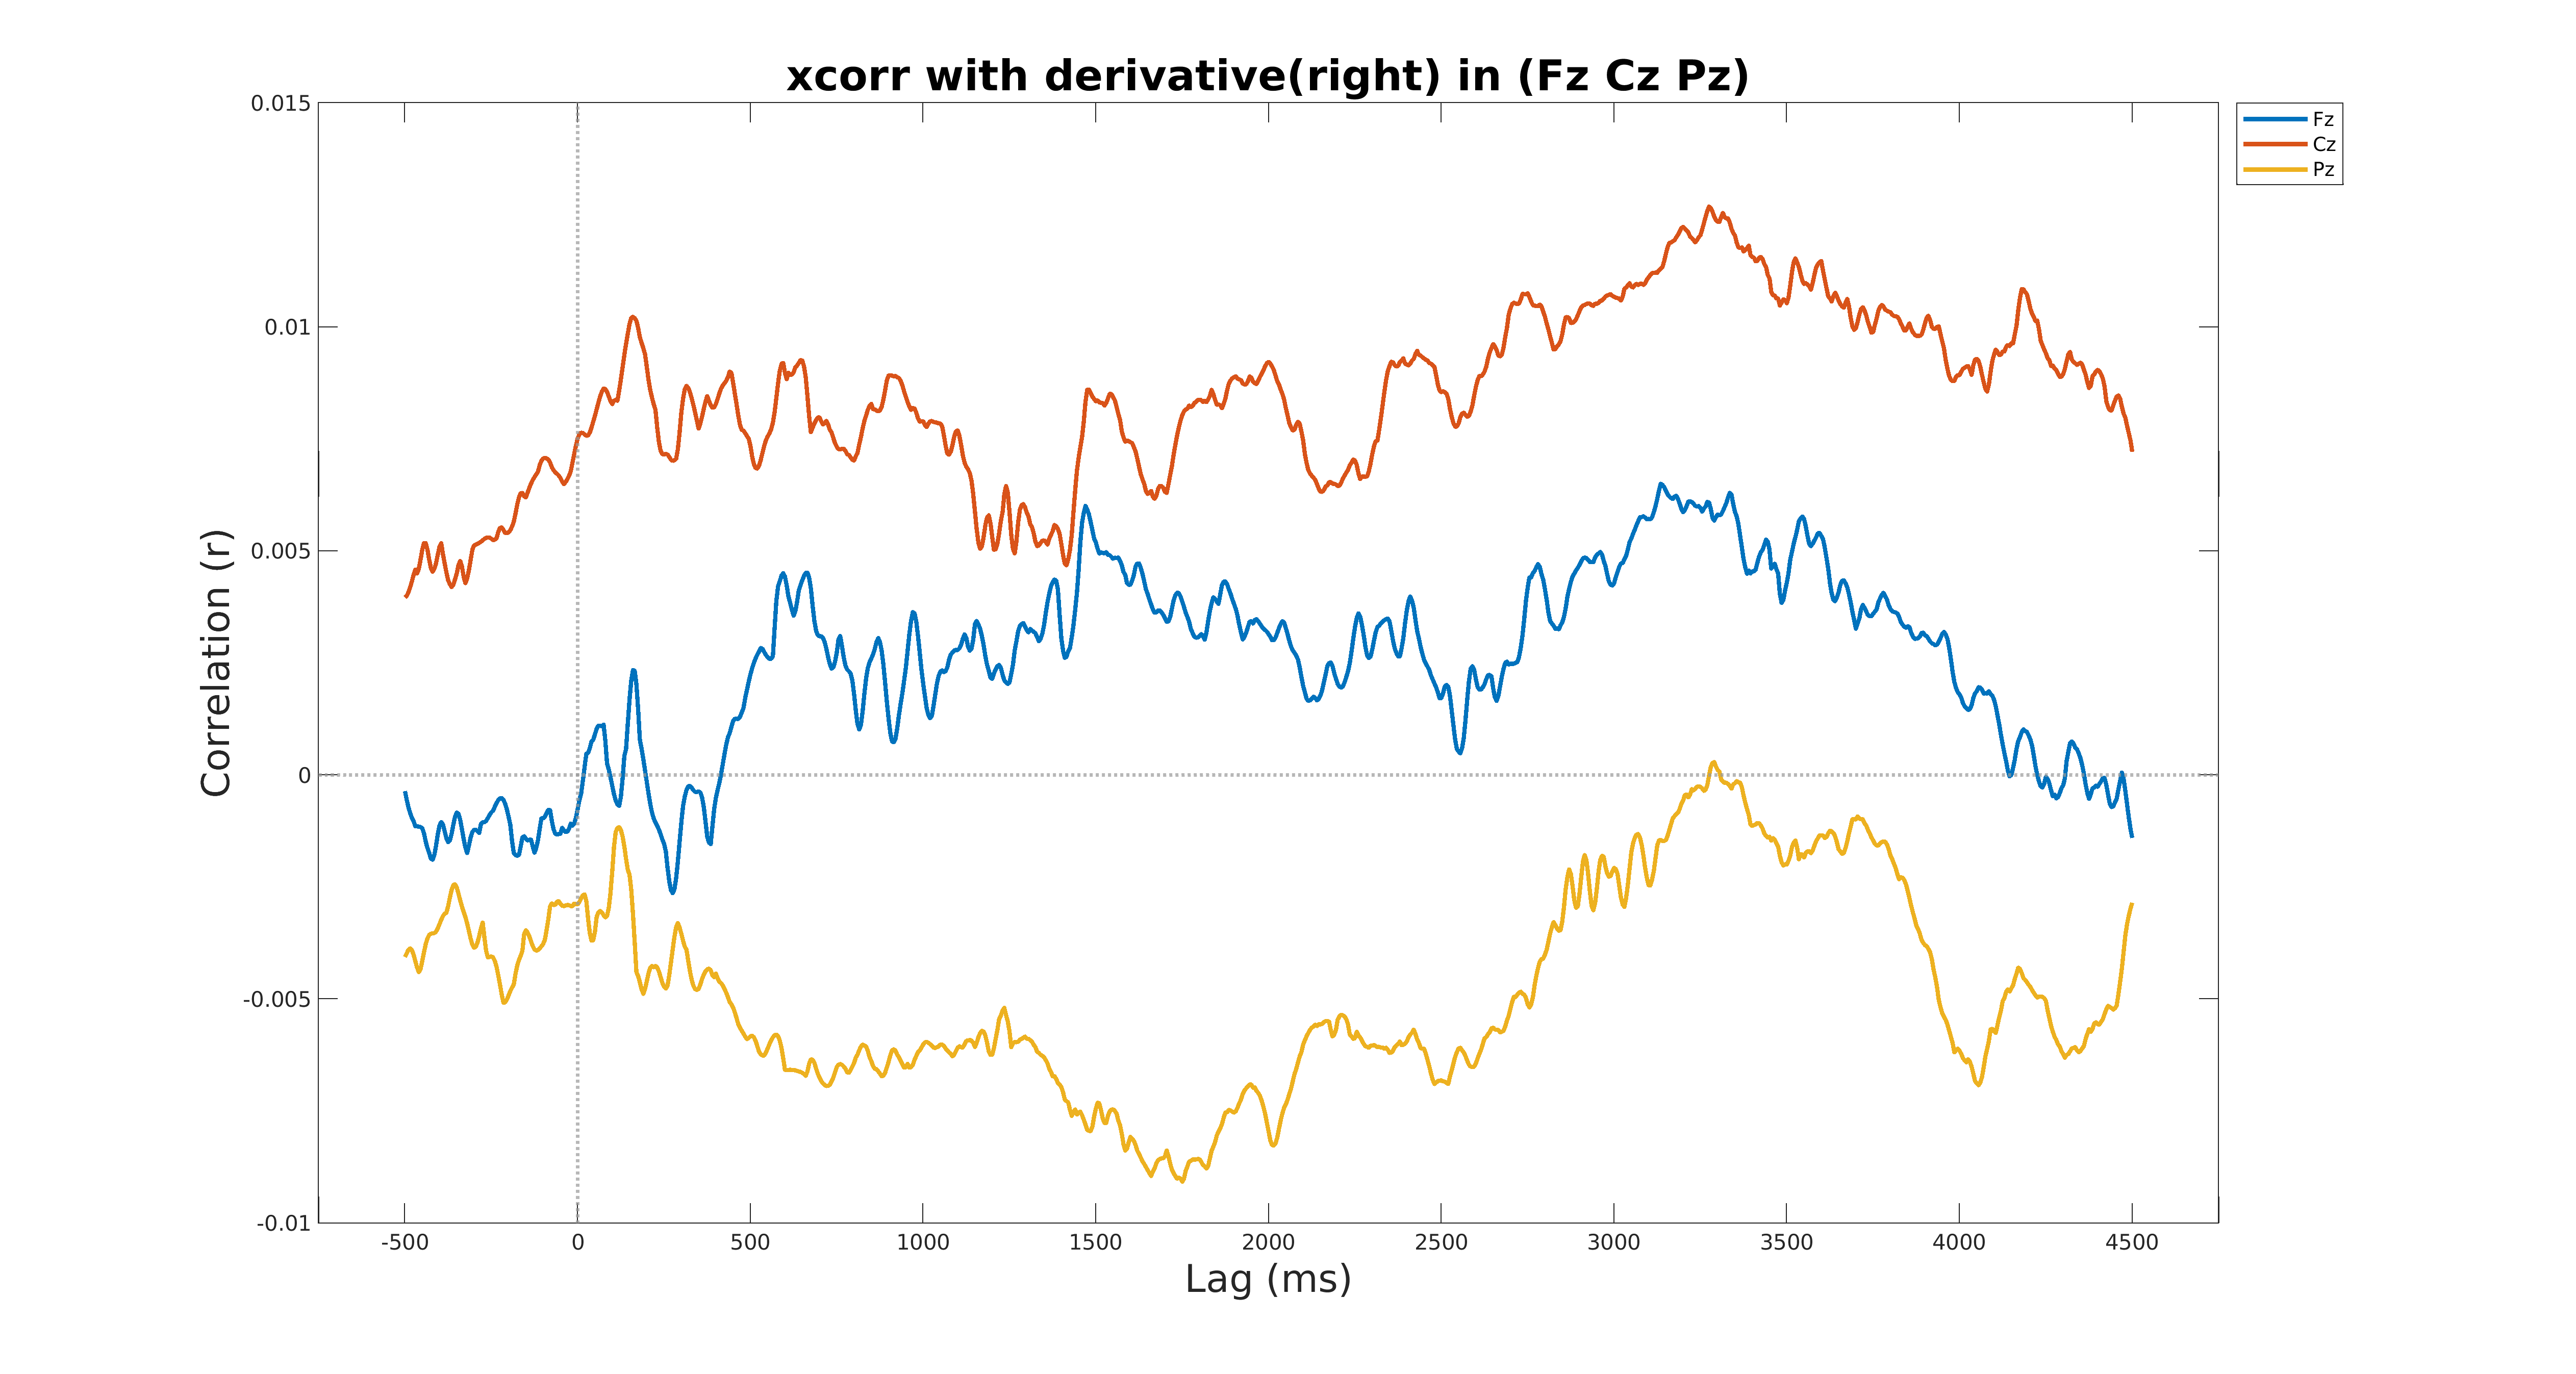 xcorr with derivative(right) in (Fz Cz Pz)
0.015
0.01
0.005
0
-0.005
-0.01
Correlation (r)
-500 0 500 1000 1500 2000 2500 3000 3500 4000 4500
Lag (ms)
Fz
Cz
Pz